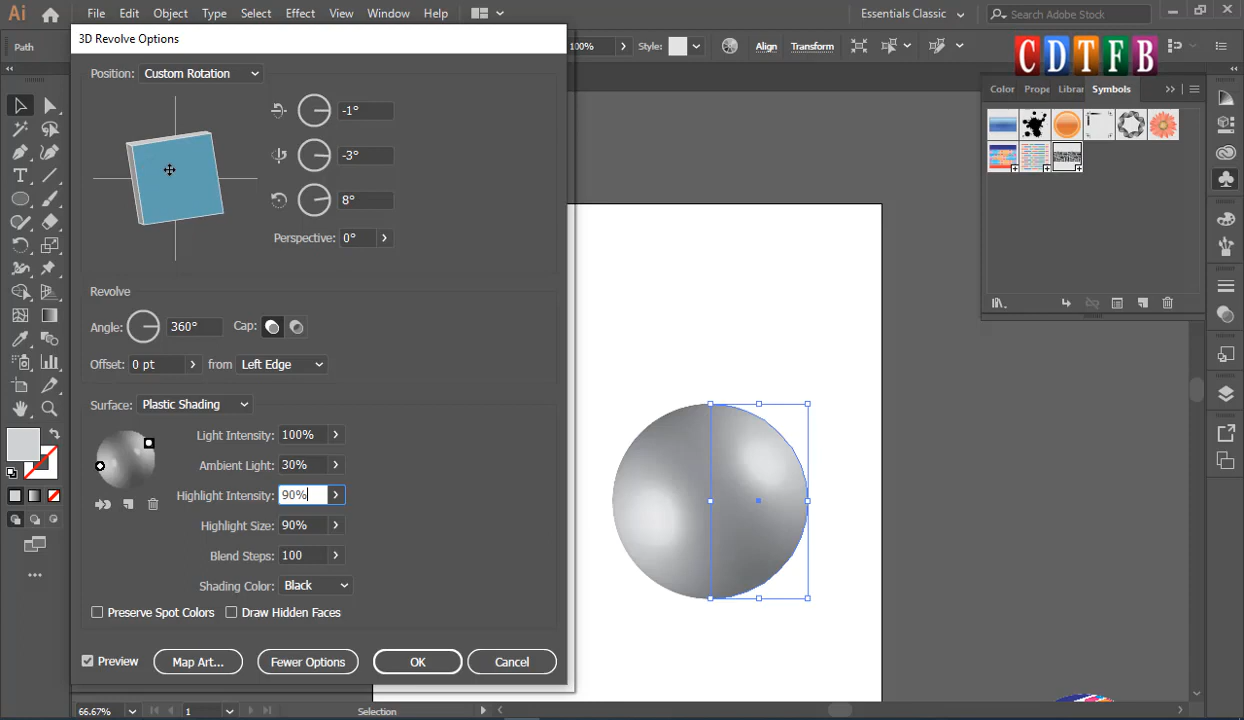 Ai File Edit Object Type Select Effect View Window Help Essentials Classic Search Adobe Stock
Path 100% Style: Align Transform
3D Revolve Options
C D T F B
Position: Custom Rotation
Color Prope Librar Symbols
-1°
-3°
8°
Perspective: 0°
Revolve
Angle: 360° Cap:
Offset: 0 pt from Left Edge
Surface: Plastic Shading
Light Intensity: 100%
Ambient Light: 30%
Highlight Intensity: 90%
Highlight Size: 90%
Blend Steps: 100
Shading Color: Black
Preserve Spot Colors Draw Hidden Faces
Preview Map Art... Fewer Options OK Cancel
66.67% 1 Selection